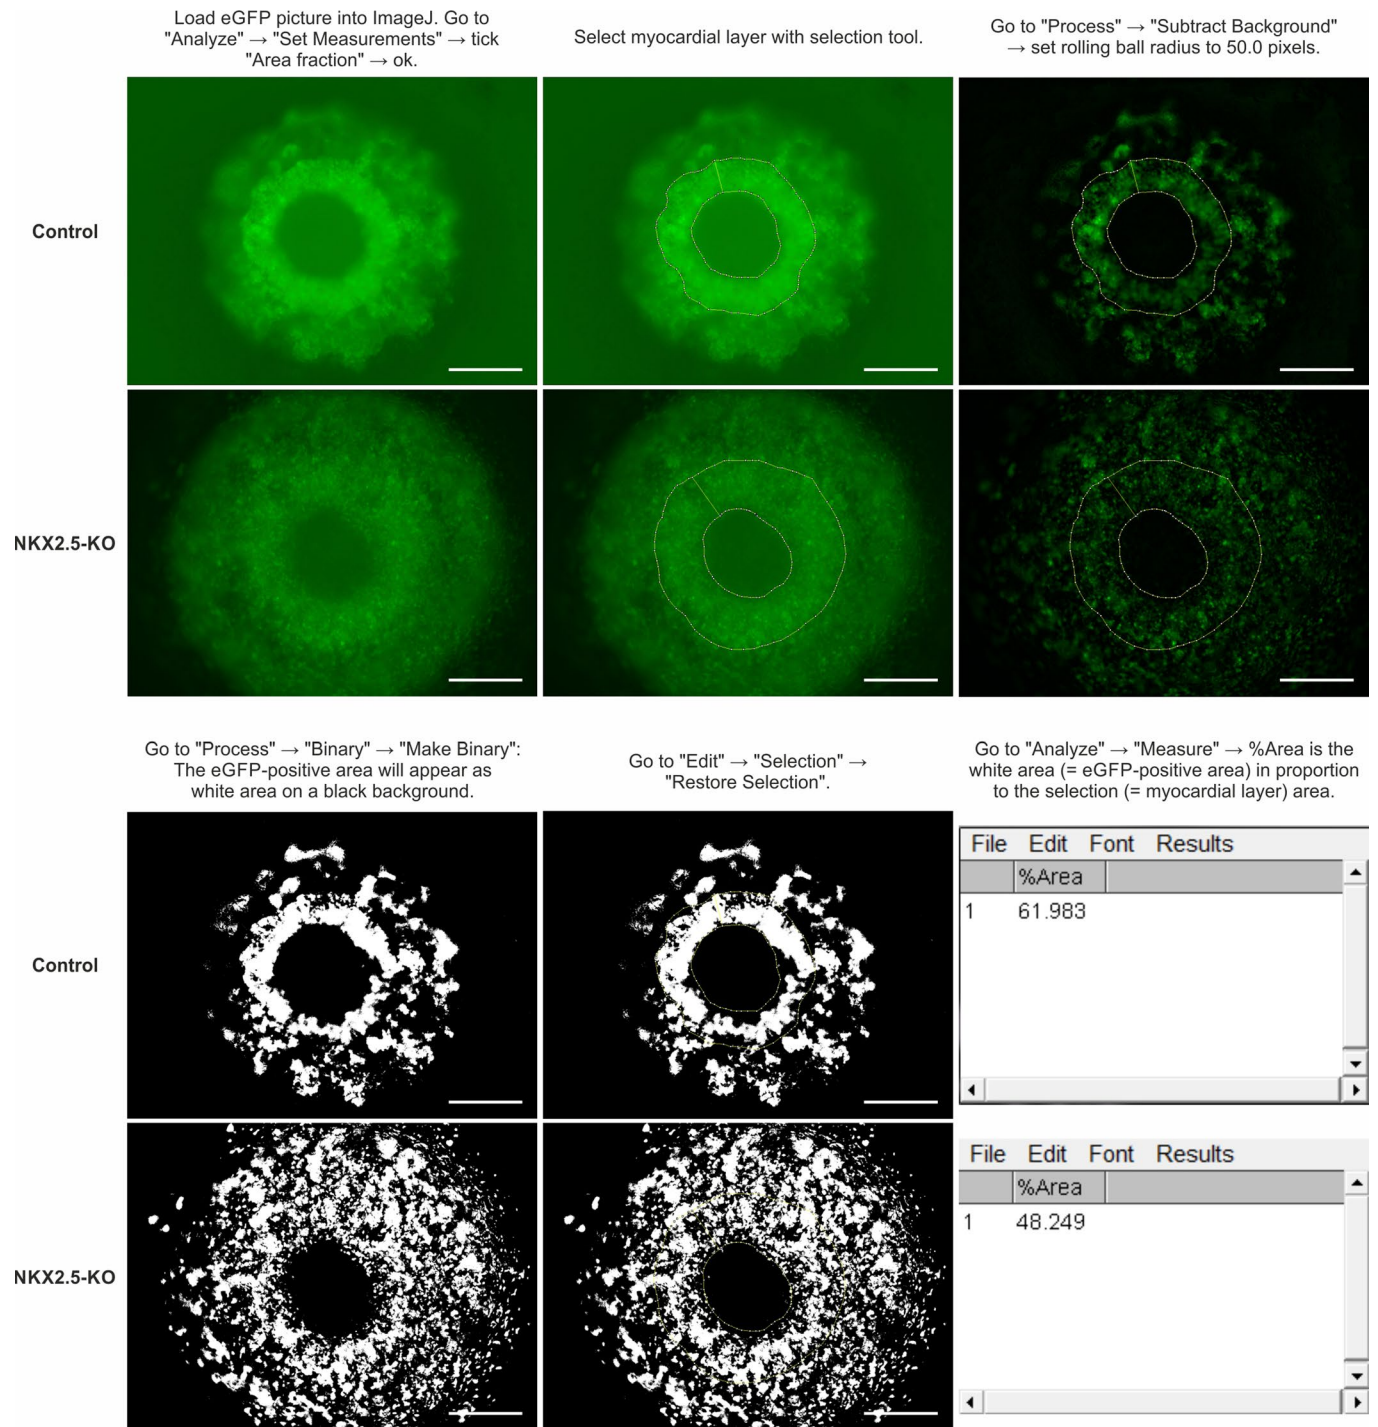 Load eGFP picture into ImageJ. Go to
"Analyze" → "Set Measurements" → tick
"Area fraction" → ok.
Select myocardial layer with selection tool.
Go to "Process" → "Subtract Background"
→ set rolling ball radius to 50.0 pixels.
Control
NKX2.5-KO
Go to "Process" → "Binary" → "Make Binary":
The eGFP-positive area will appear as
white area on a black background.
Go to "Edit" → "Selection" →
"Restore Selection".
Go to "Analyze" → "Measure" → %Area is the
white area (= eGFP-positive area) in proportion
to the selection (= myocardial layer) area.
Control
File Edit Font Results
%Area
1 61.983
NKX2.5-KO
File Edit Font Results
%Area
1 48.249